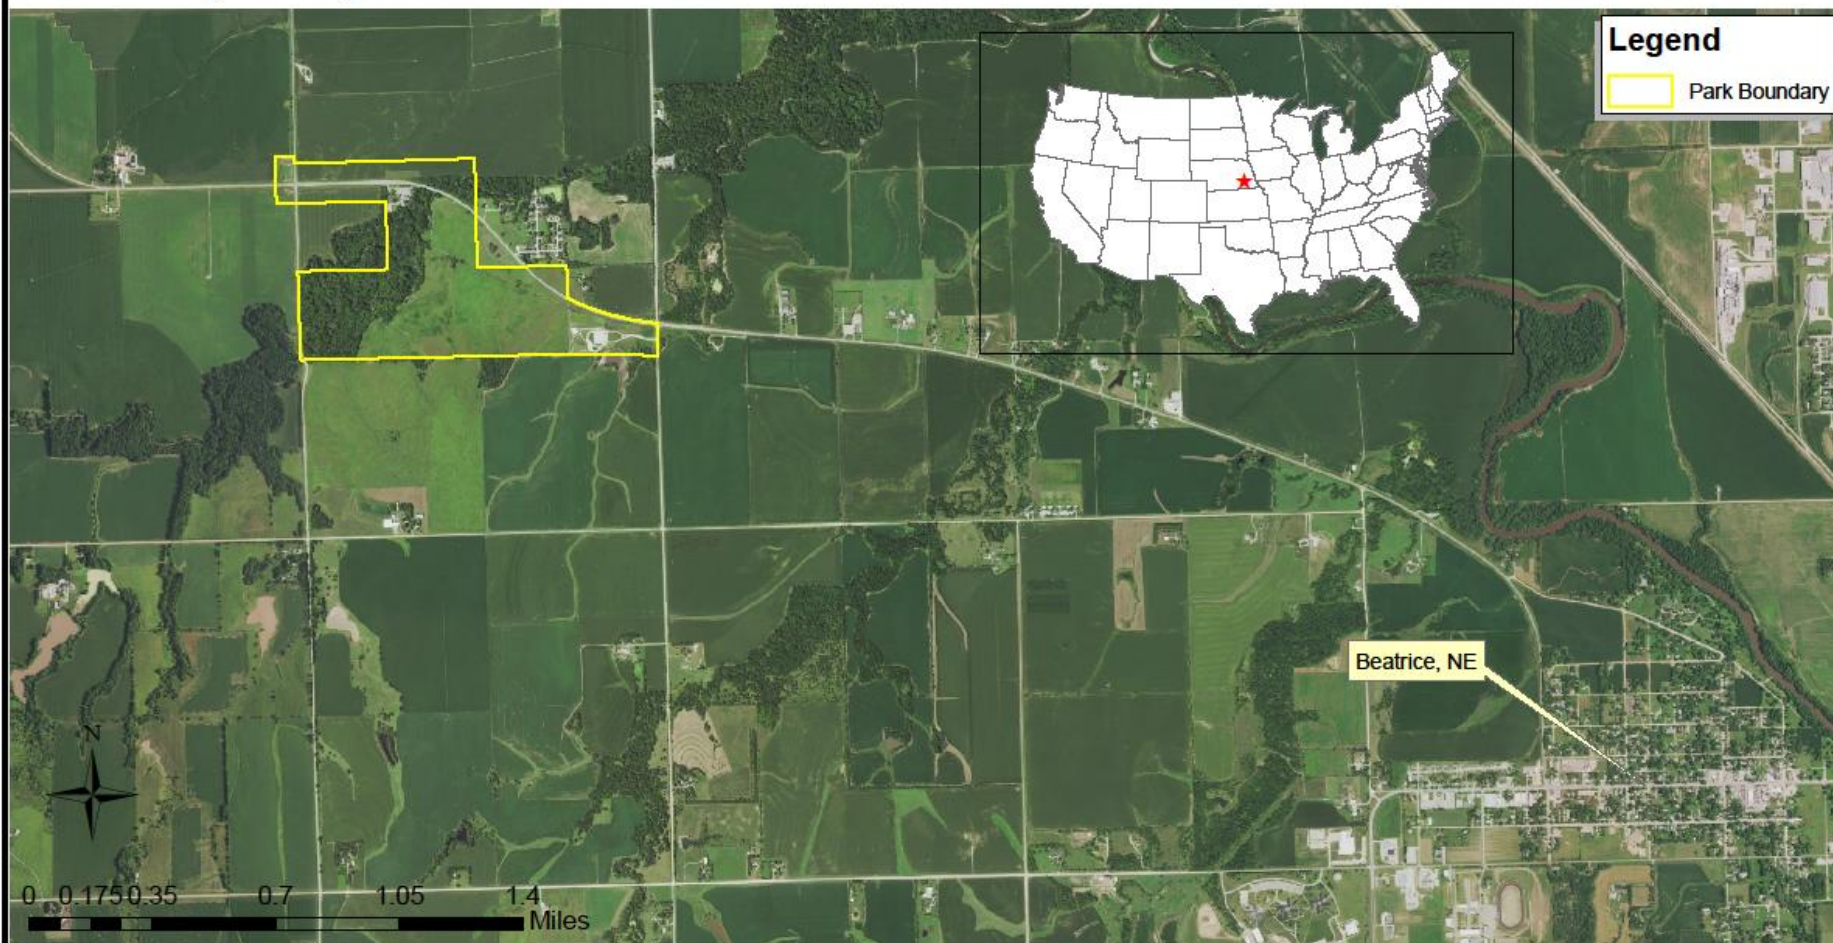 Legend
Park Boundary
Beatrice, NE
N
0 0.175 0.35 0.7 1.05 1.4
Miles